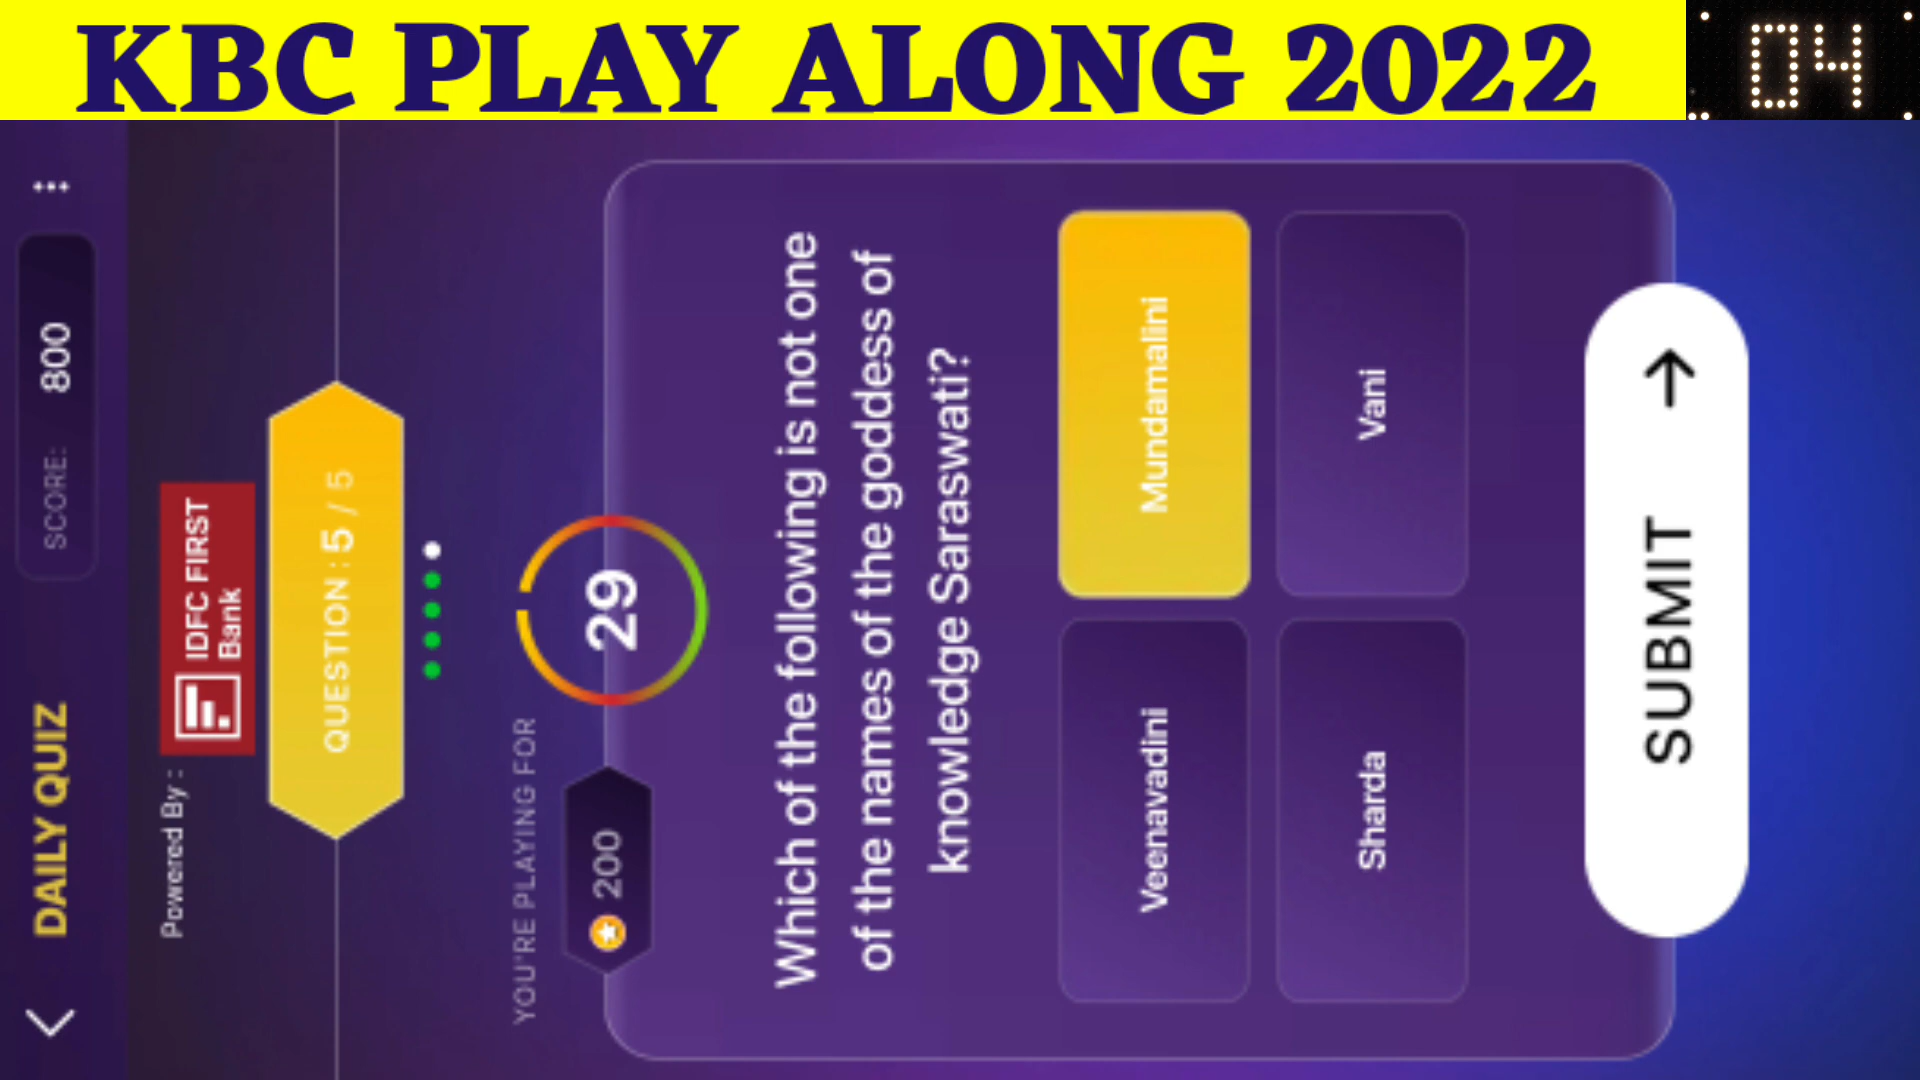 KBC PLAY ALONG 2022
04
DAILY QUIZ
SCORE: 800
Powered By :
IDFC FIRST
Bank
QUESTION : 5 / 5
YOU'RE PLAYING FOR
200
29
Which of the following is not one
of the names of the goddess of
knowledge Saraswati?
Veenavadini
Mundamalini
Sharda
Vani
SUBMIT